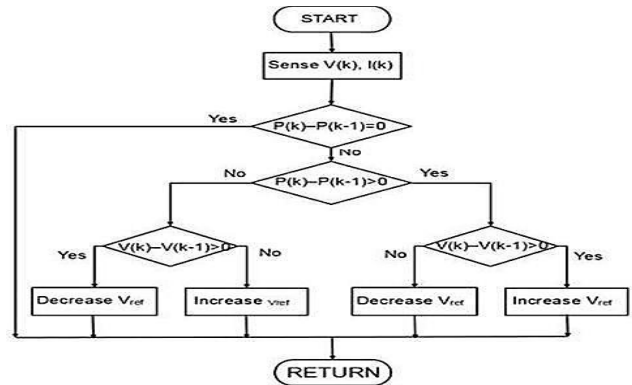 START
Sense V(k), I(k)
Yes
P(k)–P(k-1)=0
No
No
P(k)–P(k-1)>0
Yes
Yes
V(k)–V(k-1)>0
No
No
V(k)–V(k-1)>0
Yes
Decrease Vref
Increase Vref
Decrease Vref
Increase Vref
RETURN